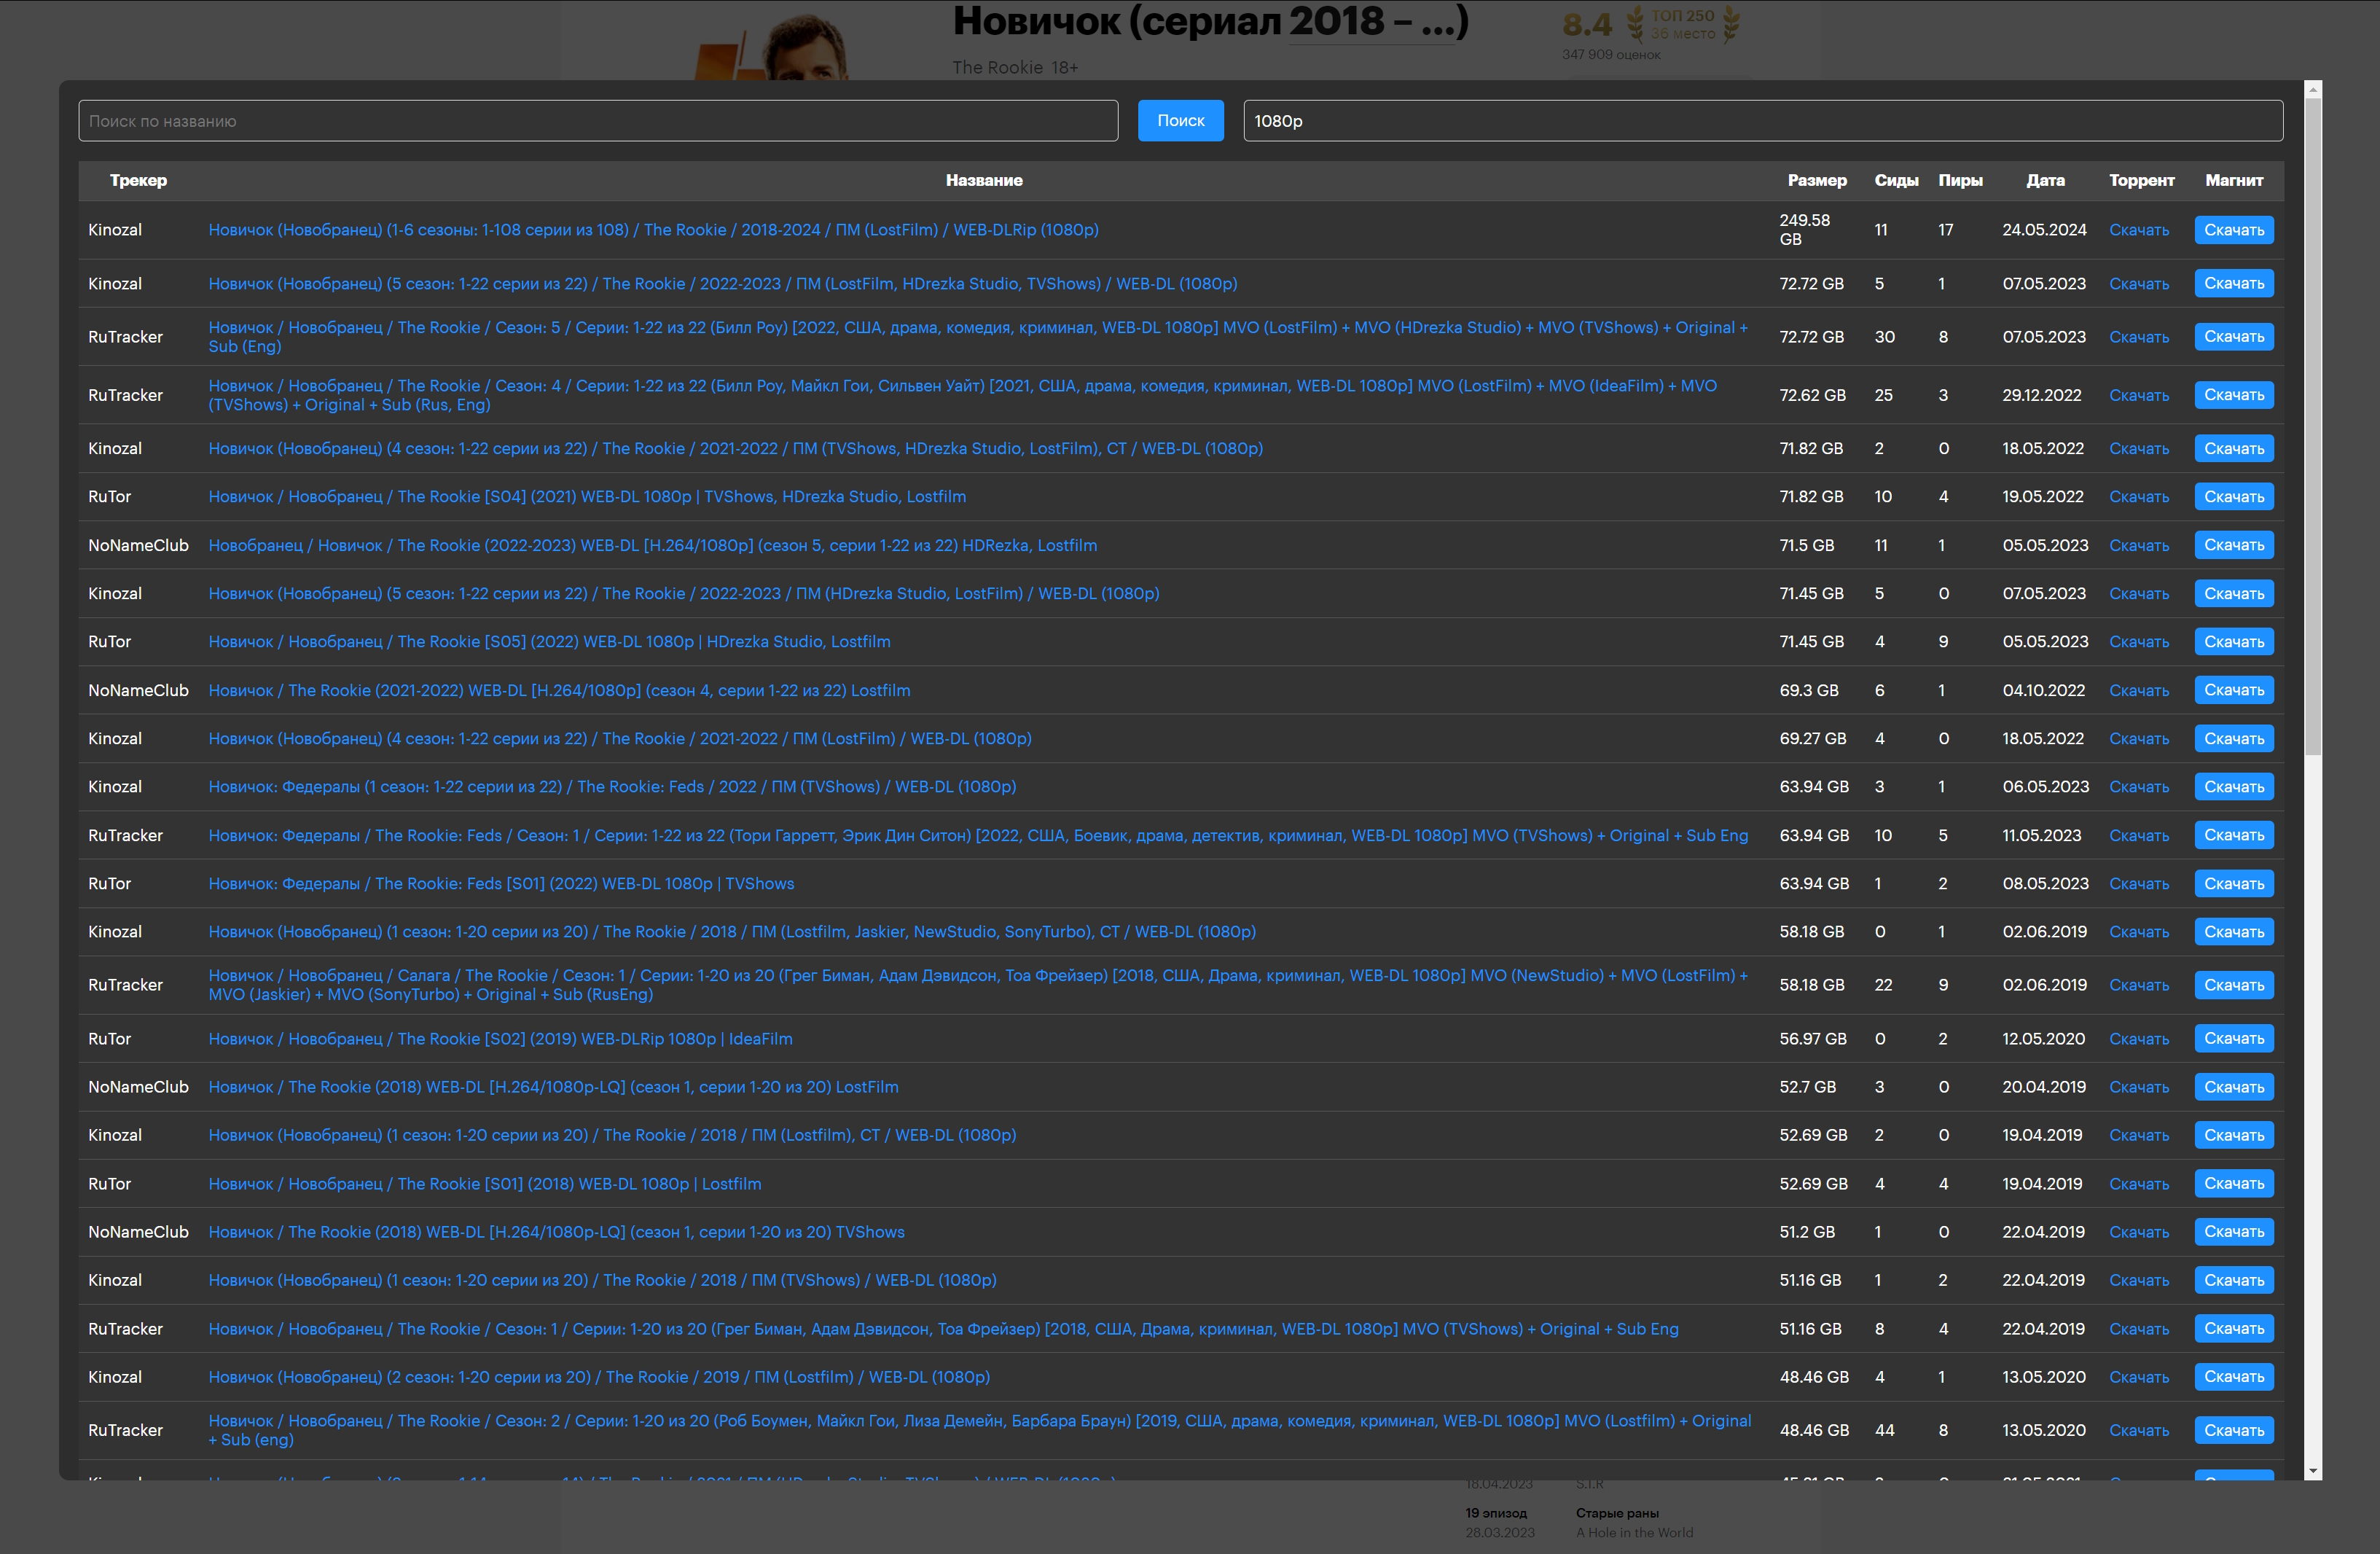 Новичок (сериал 2018 – ...)
8.4 ТОП 250
36 место
347 909 оценок
The Rookie 18+
Поиск по названию Поиск 1080p
Трекер Название Размер Сиды Пиры Дата Торрент Магнит
Kinozal Новичок (Новобранец) (1-6 сезоны: 1-108 серии из 108) / The Rookie / 2018-2024 / ПМ (LostFilm) / WEB-DLRip (1080p) 249.58 GB 11 17 24.05.2024 Скачать Скачать
Kinozal Новичок (Новобранец) (5 сезон: 1-22 серии из 22) / The Rookie / 2022-2023 / ПМ (LostFilm, HDrezka Studio, TVShows) / WEB-DL (1080p) 72.72 GB 5 1 07.05.2023 Скачать Скачать
RuTracker Новичок / Новобранец / The Rookie / Сезон: 5 / Серии: 1-22 из 22 (Билл Роу) [2022, США, драма, комедия, криминал, WEB-DL 1080p] MVO (LostFilm) + MVO (HDrezka Studio) + MVO (TVShows) + Original +
Sub (Eng) 72.72 GB 30 8 07.05.2023 Скачать Скачать
RuTracker Новичок / Новобранец / The Rookie / Сезон: 4 / Серии: 1-22 из 22 (Билл Роу, Майкл Гои, Сильвен Уайт) [2021, США, драма, комедия, криминал, WEB-DL 1080p] MVO (LostFilm) + MVO (IdeaFilm) + MVO
(TVShows) + Original + Sub (Rus, Eng) 72.62 GB 25 3 29.12.2022 Скачать Скачать
Kinozal Новичок (Новобранец) (4 сезон: 1-22 серии из 22) / The Rookie / 2021-2022 / ПМ (TVShows, HDrezka Studio, LostFilm), СТ / WEB-DL (1080p) 71.82 GB 2 0 18.05.2022 Скачать Скачать
RuTor Новичок / Новобранец / The Rookie [S04] (2021) WEB-DL 1080p | TVShows, HDrezka Studio, Lostfilm 71.82 GB 10 4 19.05.2022 Скачать Скачать
NoNameClub Новобранец / Новичок / The Rookie (2022-2023) WEB-DL [H.264/1080p] (сезон 5, серии 1-22 из 22) HDRezka, Lostfilm 71.5 GB 11 1 05.05.2023 Скачать Скачать
Kinozal Новичок (Новобранец) (5 сезон: 1-22 серии из 22) / The Rookie / 2022-2023 / ПМ (HDrezka Studio, LostFilm) / WEB-DL (1080p) 71.45 GB 5 0 07.05.2023 Скачать Скачать
RuTor Новичок / Новобранец / The Rookie [S05] (2022) WEB-DL 1080p | HDrezka Studio, Lostfilm 71.45 GB 4 9 05.05.2023 Скачать Скачать
NoNameClub Новичок / The Rookie (2021-2022) WEB-DL [H.264/1080p] (сезон 4, серии 1-22 из 22) Lostfilm 69.3 GB 6 1 04.10.2022 Скачать Скачать
Kinozal Новичок (Новобранец) (4 сезон: 1-22 серии из 22) / The Rookie / 2021-2022 / ПМ (LostFilm) / WEB-DL (1080p) 69.27 GB 4 0 18.05.2022 Скачать Скачать
Kinozal Новичок: Федералы (1 сезон: 1-22 серии из 22) / The Rookie: Feds / 2022 / ПМ (TVShows) / WEB-DL (1080p) 63.94 GB 3 1 06.05.2023 Скачать Скачать
RuTracker Новичок: Федералы / The Rookie: Feds / Сезон: 1 / Серии: 1-22 из 22 (Тори Гарретт, Эрик Дин Ситон) [2022, США, Боевик, драма, детектив, криминал, WEB-DL 1080p] MVO (TVShows) + Original + Sub Eng 63.94 GB 10 5 11.05.2023 Скачать Скачать
RuTor Новичок: Федералы / The Rookie: Feds [S01] (2022) WEB-DL 1080p | TVShows 63.94 GB 1 2 08.05.2023 Скачать Скачать
Kinozal Новичок (Новобранец) (1 сезон: 1-20 серии из 20) / The Rookie / 2018 / ПМ (Lostfilm, Jaskier, NewStudio, SonyTurbo), СТ / WEB-DL (1080p) 58.18 GB 0 1 02.06.2019 Скачать Скачать
RuTracker Новичок / Новобранец / Салага / The Rookie / Сезон: 1 / Серии: 1-20 из 20 (Грег Биман, Адам Дэвидсон, Тоа Фрейзер) [2018, США, Драма, криминал, WEB-DL 1080p] MVO (NewStudio) + MVO (LostFilm) +
MVO (Jaskier) + MVO (SonyTurbo) + Original + Sub (RusEng) 58.18 GB 22 9 02.06.2019 Скачать Скачать
RuTor Новичок / Новобранец / The Rookie [S02] (2019) WEB-DLRip 1080p | IdeaFilm 56.97 GB 0 2 12.05.2020 Скачать Скачать
NoNameClub Новичок / The Rookie (2018) WEB-DL [H.264/1080p-LQ] (сезон 1, серии 1-20 из 20) LostFilm 52.7 GB 3 0 20.04.2019 Скачать Скачать
Kinozal Новичок (Новобранец) (1 сезон: 1-20 серии из 20) / The Rookie / 2018 / ПМ (Lostfilm), СТ / WEB-DL (1080p) 52.69 GB 2 0 19.04.2019 Скачать Скачать
RuTor Новичок / Новобранец / The Rookie [S01] (2018) WEB-DL 1080p | Lostfilm 52.69 GB 4 4 19.04.2019 Скачать Скачать
NoNameClub Новичок / The Rookie (2018) WEB-DL [H.264/1080p-LQ] (сезон 1, серии 1-20 из 20) TVShows 51.2 GB 1 0 22.04.2019 Скачать Скачать
Kinozal Новичок (Новобранец) (1 сезон: 1-20 серии из 20) / The Rookie / 2018 / ПМ (TVShows) / WEB-DL (1080p) 51.16 GB 1 2 22.04.2019 Скачать Скачать
RuTracker Новичок / Новобранец / The Rookie / Сезон: 1 / Серии: 1-20 из 20 (Грег Биман, Адам Дэвидсон, Тоа Фрейзер) [2018, США, Драма, криминал, WEB-DL 1080p] MVO (TVShows) + Original + Sub Eng 51.16 GB 8 4 22.04.2019 Скачать Скачать
Kinozal Новичок (Новобранец) (2 сезон: 1-20 серии из 20) / The Rookie / 2019 / ПМ (Lostfilm) / WEB-DL (1080p) 48.46 GB 4 1 13.05.2020 Скачать Скачать
RuTracker Новичок / Новобранец / The Rookie / Сезон: 2 / Серии: 1-20 из 20 (Роб Боумен, Майкл Гои, Лиза Демейн, Барбара Браун) [2019, США, драма, комедия, криминал, WEB-DL 1080p] MVO (Lostfilm) + Original
+ Sub (eng) 48.46 GB 44 8 13.05.2020 Скачать Скачать
18.04.2023 S.T.R
19 эпизод Старые раны
28.03.2023 A Hole in the World